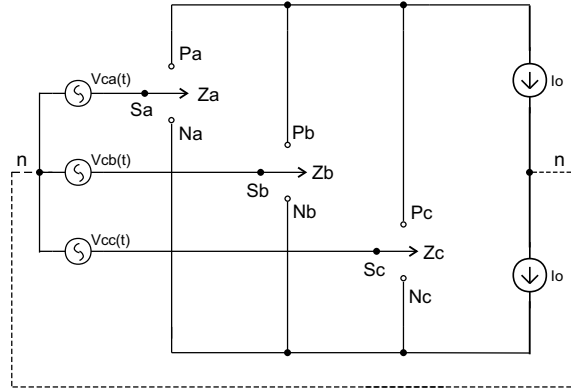 Pa
Vca(t)
Za
Sa
Io
Na
Pb
n
Vcb(t)
n
Zb
Sb
Nb
Pc
Vcc(t)
Zc
Sc
Io
Nc